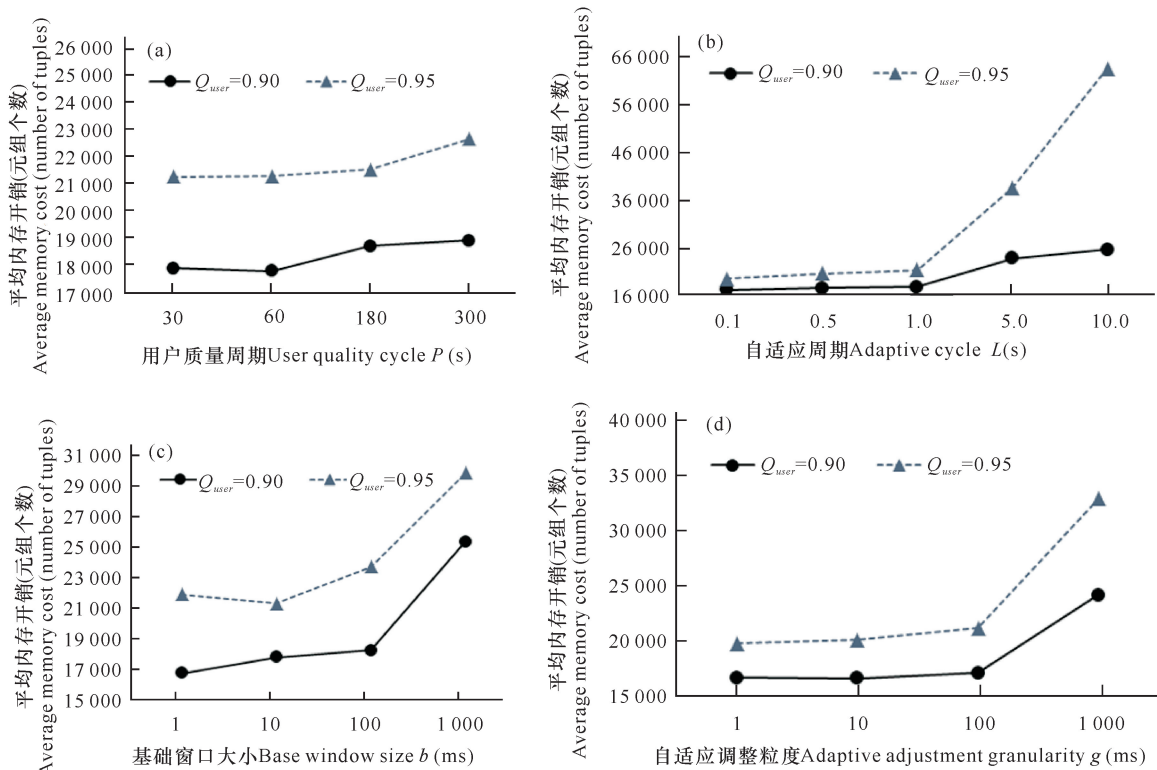 (a)
Q_user=0.90 Q_user=0.95
26 000
25 000
24 000
23 000
22 000
21 000
20 000
19 000
18 000
17 000
平均内存开销(元组个数)
Average memory cost (number of tuples)
30 60 180 300
用户质量周期User quality cycle P (s)
(b)
Q_user=0.90 Q_user=0.95
66 000
56 000
46 000
36 000
26 000
16 000
平均内存开销(元组个数)
Average memory cost (number of tuples)
0.1 0.5 1.0 5.0 10.0
自适应周期Adaptive cycle L(s)
(c)
Q_user=0.90 Q_user=0.95
31 000
29 000
27 000
25 000
23 000
21 000
19 000
17 000
15 000
平均内存开销(元组个数)
Average memory cost (number of tuples)
1 10 100 1 000
基础窗口大小Base window size b (ms)
(d)
Q_user=0.90 Q_user=0.95
40 000
35 000
30 000
25 000
20 000
15 000
平均内存开销(元组个数)
Average memory cost (number of tuples)
1 10 100 1 000
自适应调整粒度Adaptive adjustment granularity g (ms)